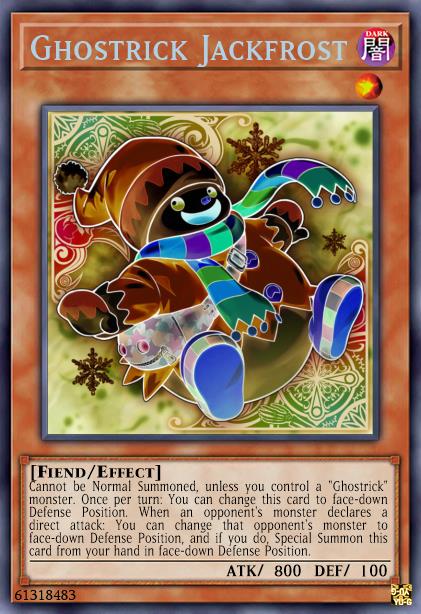 GHOSTRICK JACKFROST
DARK
闇
[FIEND/EFFECT]
Cannot be Normal Summoned, unless you control a "Ghostrick"
monster. Once per turn: You can change this card to face-down
Defense Position. When an opponent's monster declares a
direct attack: You can change that opponent's monster to
face-down Defense Position, and if you do, Special Summon this
card from your hand in face-down Defense Position.
ATK/ 800 DEF/ 100
61318483